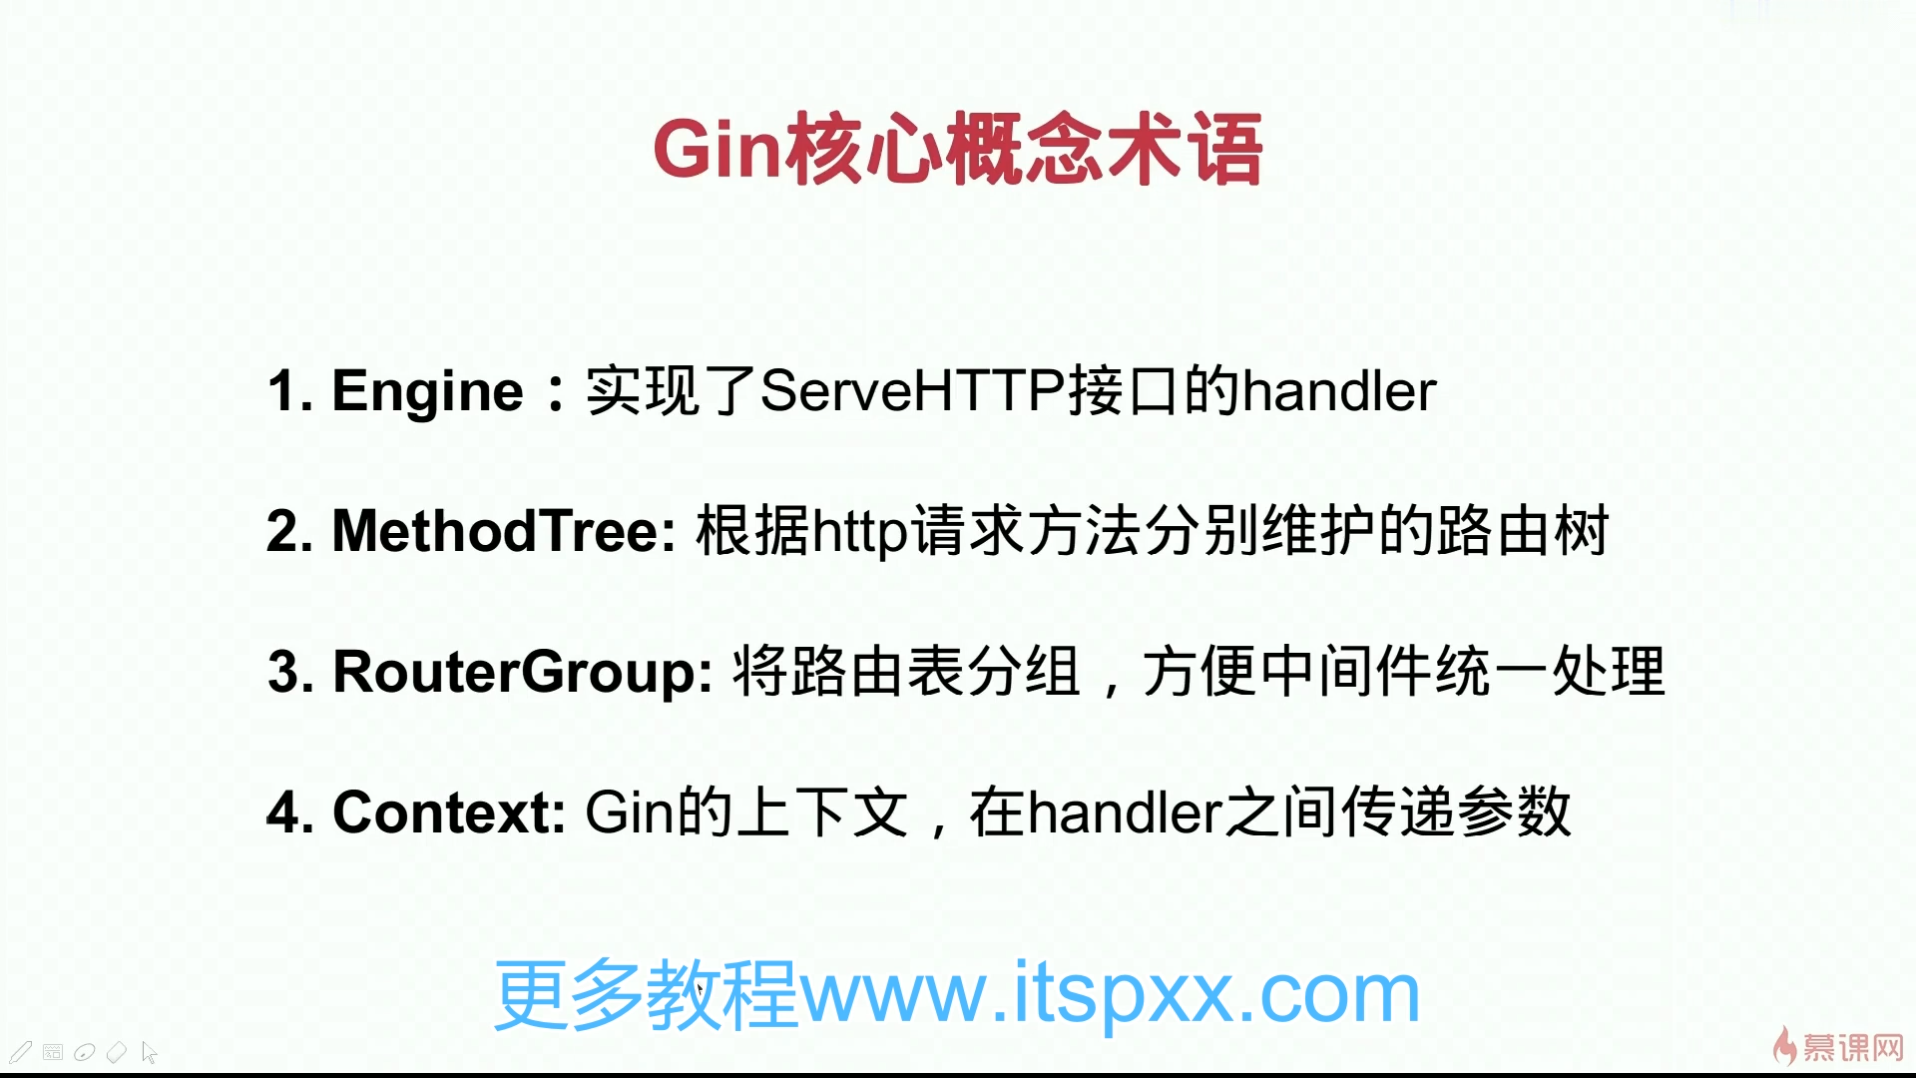 Gin核心概念术语
1. Engine：实现了ServeHTTP接口的handler
2. MethodTree: 根据http请求方法分别维护的路由树
3. RouterGroup: 将路由表分组，方便中间件统一处理
4. Context: Gin的上下文，在handler之间传递参数
更多教程www.itspxx.com
慕课网